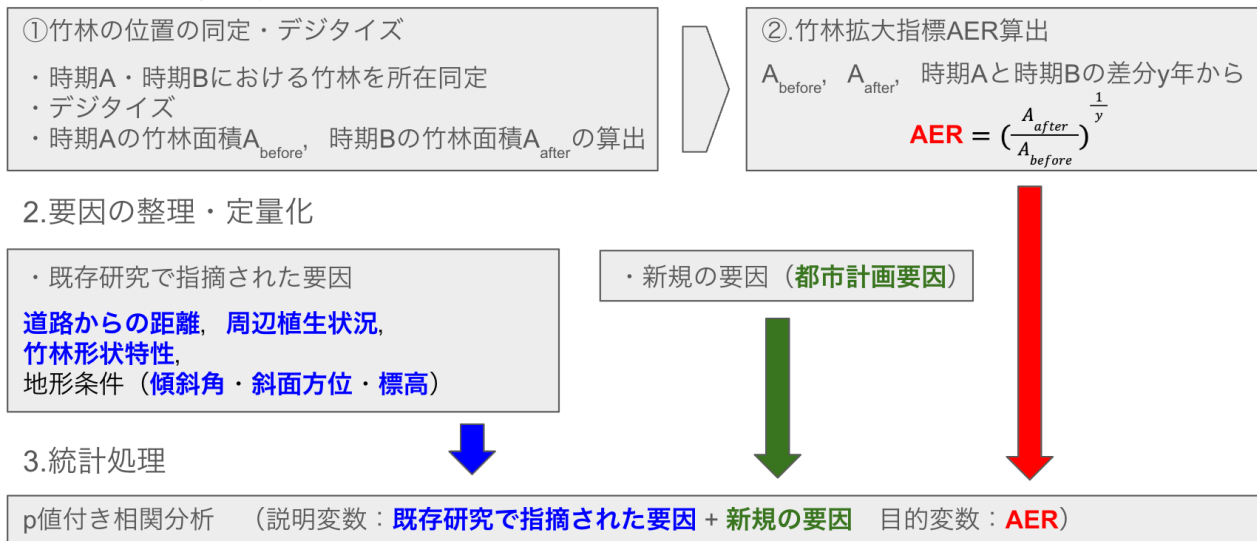 ①竹林の位置の同定・デジタイズ
・時期A・時期Bにおける竹林を所在同定
・デジタイズ
・時期Aの竹林面積A_before, 時期Bの竹林面積A_afterの算出
②.竹林拡大指標AER算出
A_before, A_after, 時期Aと時期Bの差分y年から
AER = (A_after/A_before)^(1/y)
2.要因の整理・定量化
・既存研究で指摘された要因
道路からの距離, 周辺植生状況,
竹林形状特性,
地形条件（傾斜角・斜面方位・標高）
・新規の要因（都市計画要因）
3.統計処理
p値付き相関分析　（説明変数：既存研究で指摘された要因 + 新規の要因　目的変数：AER）